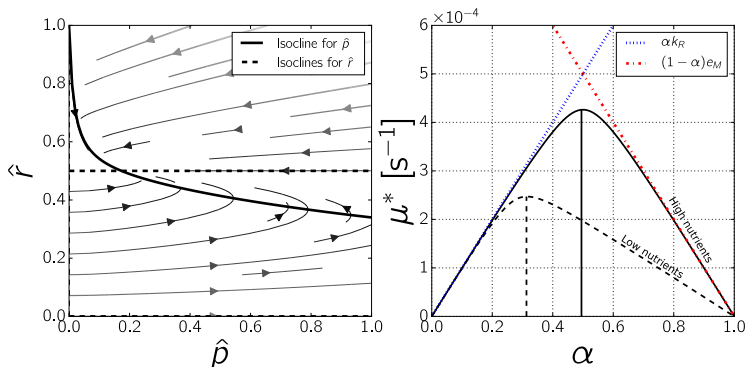 1.0
0.8
0.6
0.4
0.2
0.0
r̂
0.0 0.2 0.4 0.6 0.8 1.0
p̂
Isocline for p̂
Isoclines for r̂
6 ×10⁻⁴
5
4
3
2
1
0
μ* [s⁻¹]
0.0 0.2 0.4 0.6 0.8 1.0
α
αk_R
(1 − α)e_M
High nutrients
Low nutrients